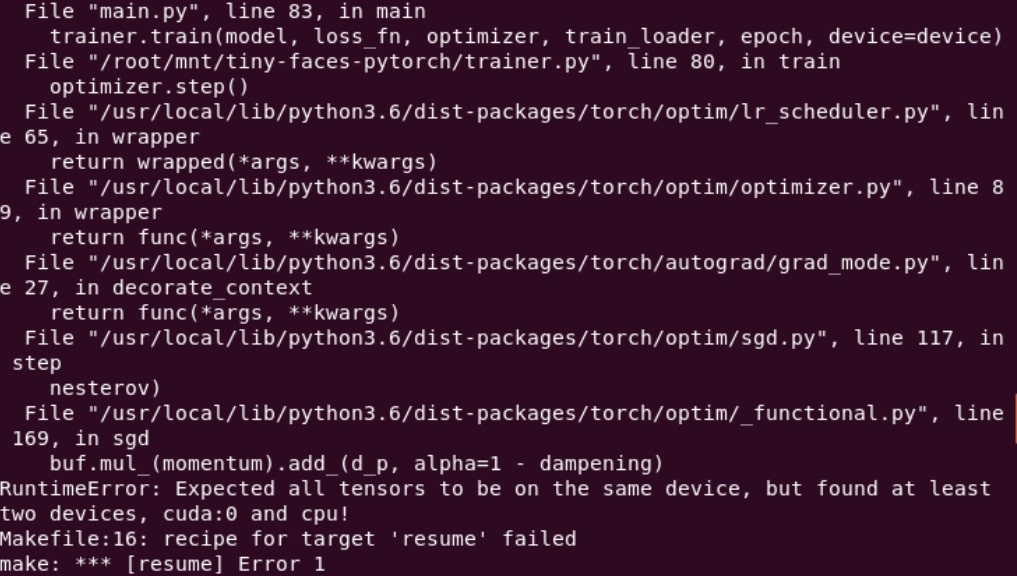 File "main.py", line 83, in main
    trainer.train(model, loss_fn, optimizer, train_loader, epoch, device=device)
  File "/root/mnt/tiny-faces-pytorch/trainer.py", line 80, in train
    optimizer.step()
  File "/usr/local/lib/python3.6/dist-packages/torch/optim/lr_scheduler.py", lin
e 65, in wrapper
    return wrapped(*args, **kwargs)
  File "/usr/local/lib/python3.6/dist-packages/torch/optim/optimizer.py", line 8
9, in wrapper
    return func(*args, **kwargs)
  File "/usr/local/lib/python3.6/dist-packages/torch/autograd/grad_mode.py", lin
e 27, in decorate_context
    return func(*args, **kwargs)
  File "/usr/local/lib/python3.6/dist-packages/torch/optim/sgd.py", line 117, in
 step
    nesterov)
  File "/usr/local/lib/python3.6/dist-packages/torch/optim/_functional.py", line
 169, in sgd
    buf.mul_(momentum).add_(d_p, alpha=1 - dampening)
RuntimeError: Expected all tensors to be on the same device, but found at least
two devices, cuda:0 and cpu!
Makefile:16: recipe for target 'resume' failed
make: *** [resume] Error 1